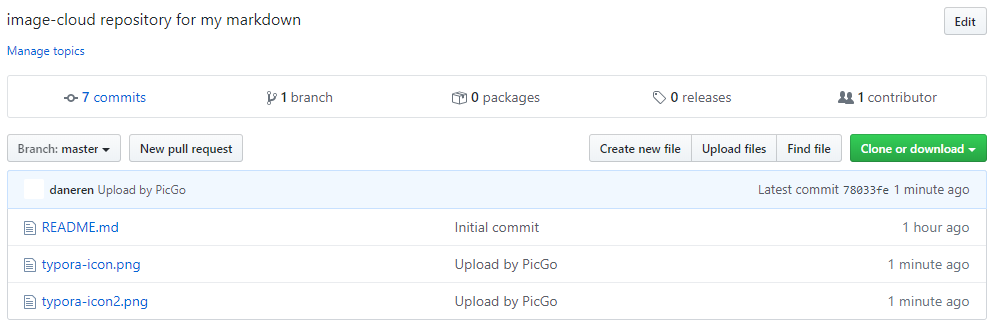 image-cloud repository for my markdown
Edit
Manage topics
7 commits 1 branch 0 packages 0 releases 1 contributor
Branch: master New pull request Create new file Upload files Find file Clone or download
daneren Upload by PicGo Latest commit 78033fe 1 minute ago
README.md Initial commit 1 hour ago
typora-icon.png Upload by PicGo 1 minute ago
typora-icon2.png Upload by PicGo 1 minute ago